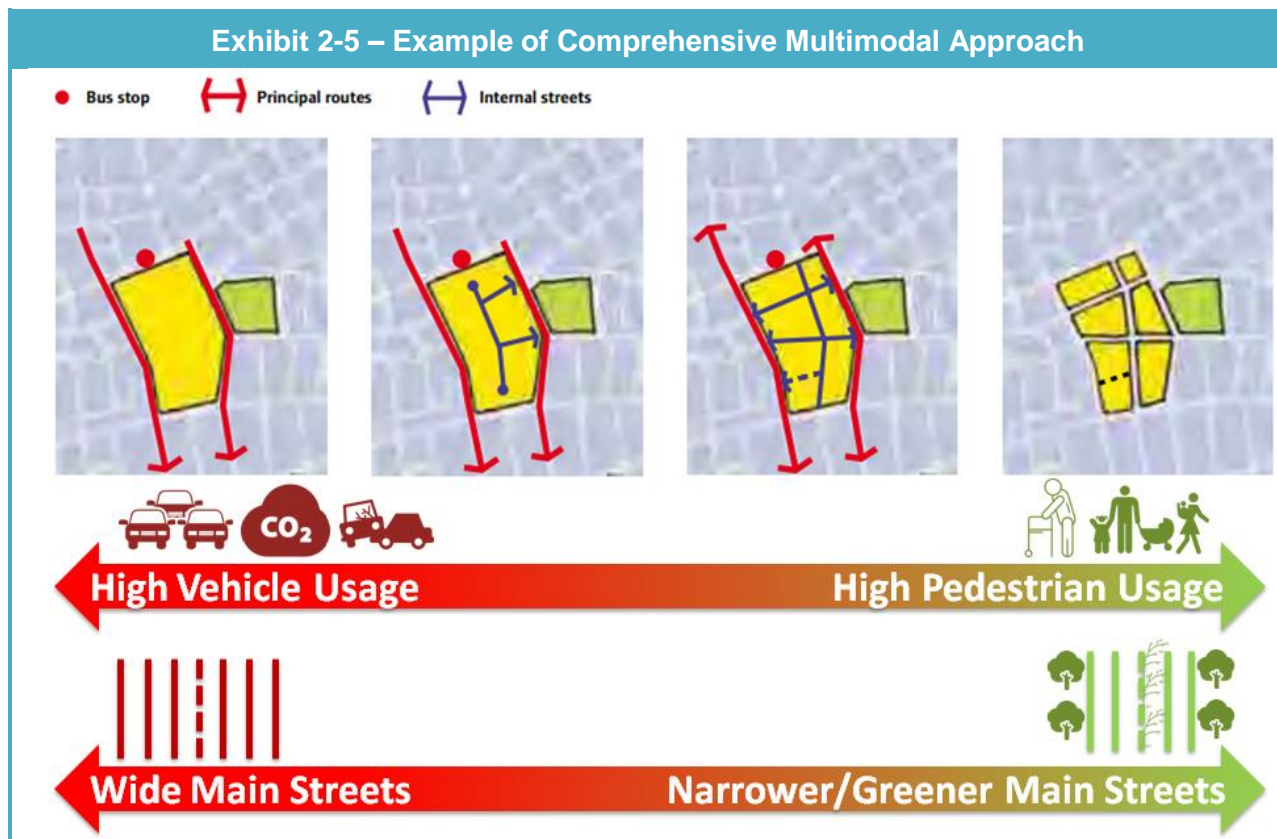 Exhibit 2-5 – Example of Comprehensive Multimodal Approach
Bus stop Principal routes Internal streets
CO₂
High Vehicle Usage High Pedestrian Usage
Wide Main Streets Narrower/Greener Main Streets